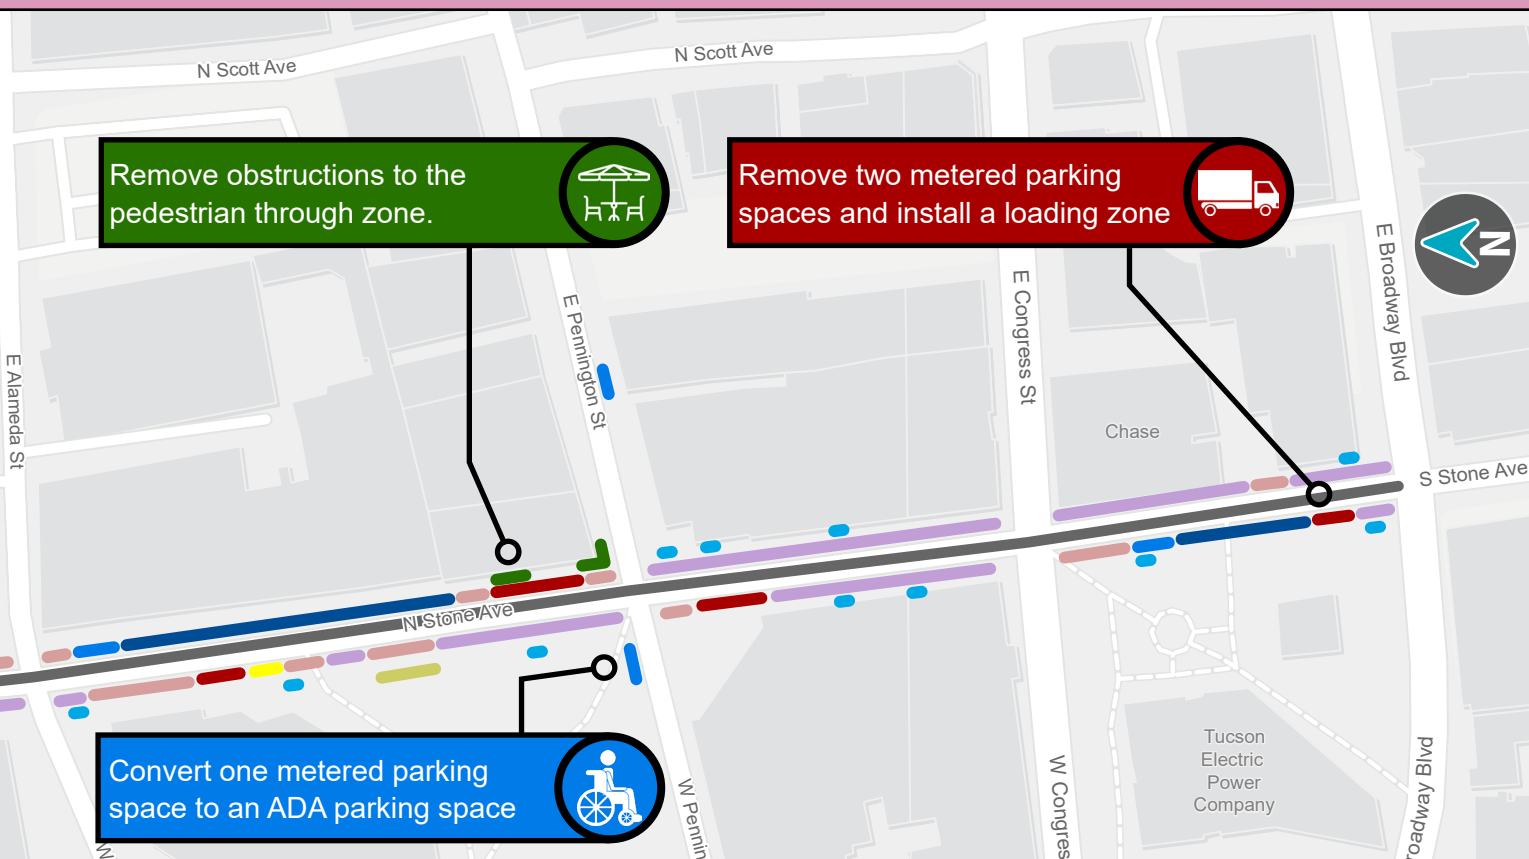 N Scott Ave
N Scott Ave
Remove obstructions to the
pedestrian through zone.
Remove two metered parking
spaces and install a loading zone
N
E Alameda St
E Pennington St
E Congress St
E Broadway Blvd
Chase
S Stone Ave
N Stone Ave
Convert one metered parking
space to an ADA parking space
W
W Pennin
W Congres
Tucson
Electric
Power
Company
roadway Blvd